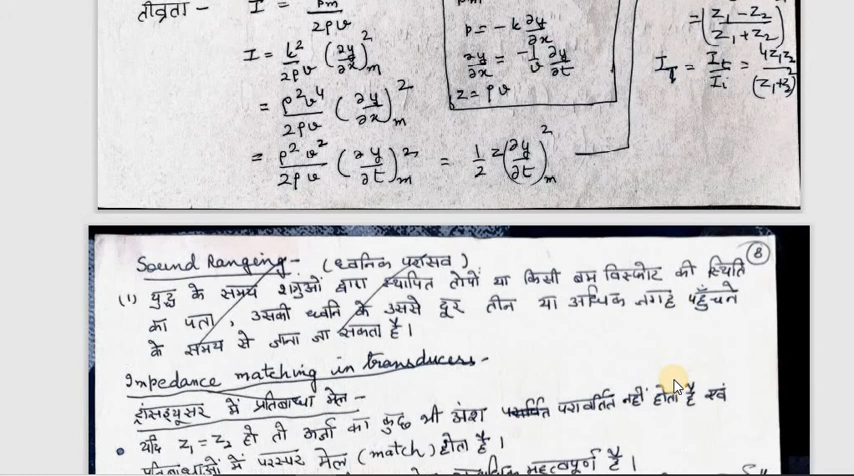 तीव्रता - I = Pm / 2ρv
I = k² / 2ρv (∂y/∂x)²m
= ρ²v⁴ / 2ρv (∂y/∂x)²m
= ρ²v² / 2ρv (∂y/∂t)²m = 1/2 z (∂y/∂t)²m
p = -k ∂y/∂x
∂y/∂x = -1/v ∂y/∂t
z = ρv
= (Z₁-Z₂ / Z₁+Z₂)²
= It/Ii = 4Z₁Z₂ / (Z₁+Z₂)²
8
Sound Ranging - (ध्वनिक परासव)
(1) युद्ध के समय शत्रुओं द्वारा स्थापित तोपों या किसी बम विस्फोट की स्थिति
का पता, उसकी ध्वनि के उससे दूर तीन या अधिक जगह पहुँचने
के समय से जाना जा सकता है।
Impedance matching in transducers -
ट्रांसड्यूसर में प्रतिबाधा मेल -
यदि Z₁ = Z₂ हो तो ऊर्जा का कुछ भी अंश परावर्तित नहीं होता है एवं
प्रतिबाधाओं में परस्पर मेल (match) होता है।
महत्वपूर्ण है।